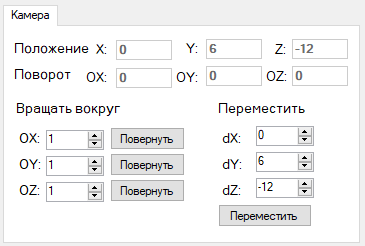 Камера
Положение X: 0 Y: 6 Z: -12
Поворот OX: 0 OY: 0 OZ: 0
Вращать вокруг Переместить
OX: 1 Повернуть dX: 0
OY: 1 Повернуть dY: 6
OZ: 1 Повернуть dZ: -12
Переместить